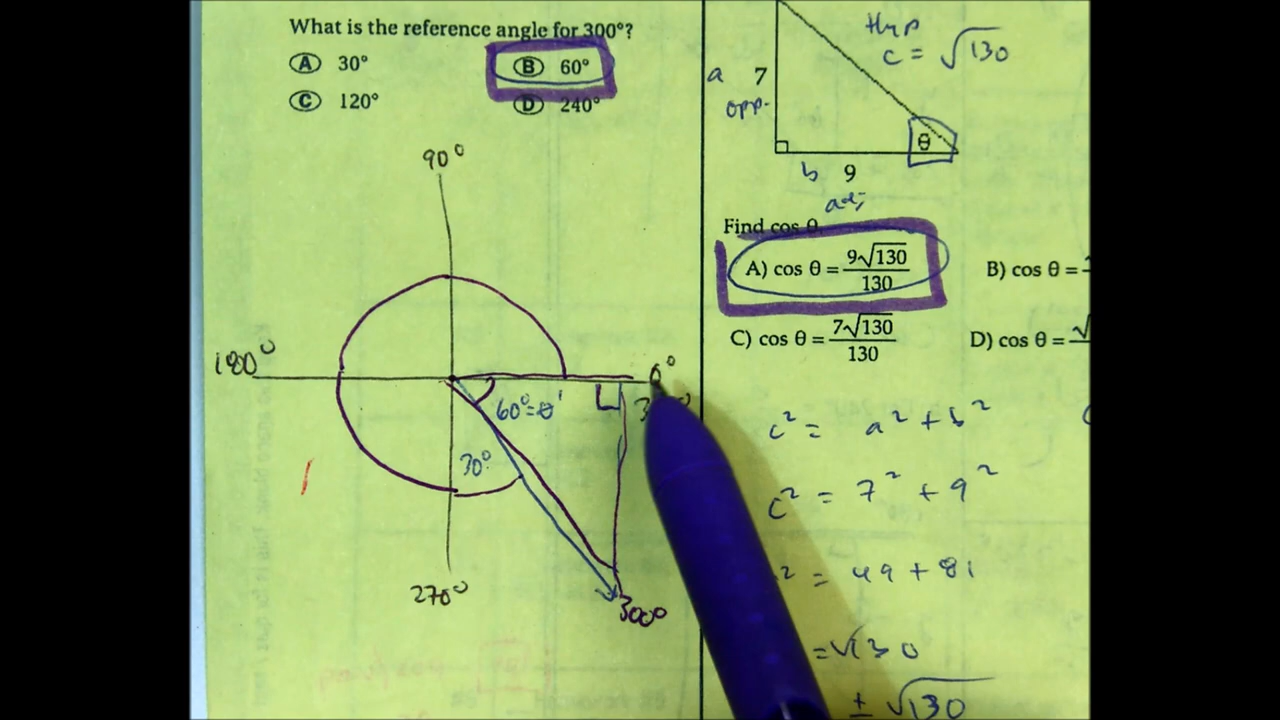 What is the reference angle for 300°?
A 30°
B 60°
C 120°
D 240°
90°
180°
0°
60°=θ'
30°
270°
300°
Hyp
c = √130
a 7
opp.
θ
b 9
adj
Find cos θ.
A) cos θ = 9√130/130
B) cos θ =
C) cos θ = 7√130/130
D) cos θ = √
c² = a² + b²
c² = 7² + 9²
² = 49 + 81
= √130
± √130